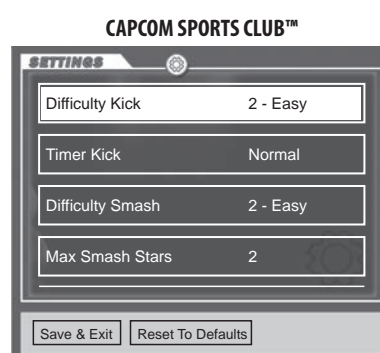 CAPCOM SPORTS CLUB™
SETTINGS
Difficulty Kick 2 - Easy
Timer Kick Normal
Difficulty Smash 2 - Easy
Max Smash Stars 2
Save & Exit Reset To Defaults